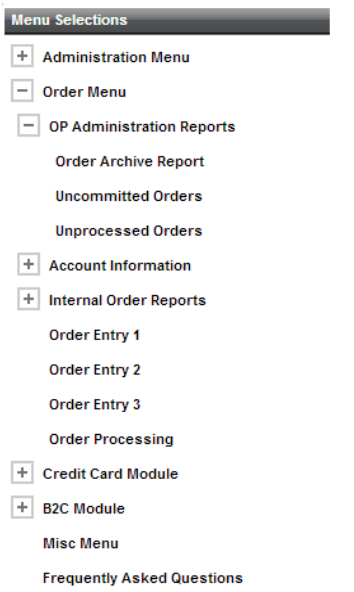 Menu Selections
Administration Menu
Order Menu
OP Administration Reports
Order Archive Report
Uncommitted Orders
Unprocessed Orders
Account Information
Internal Order Reports
Order Entry 1
Order Entry 2
Order Entry 3
Order Processing
Credit Card Module
B2C Module
Misc Menu
Frequently Asked Questions